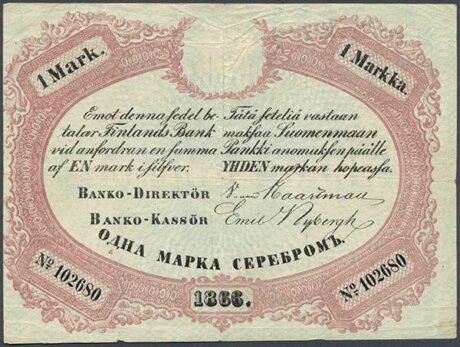 1 Mark.
1 Markka.
Emot denna sedel be-
talar Finlands Bank
vid anfordran en summa
af EN mark i silfver.
Tätä seteliä vastaan
maksaa Suomenmaan
Pankki anomuksen päälle
YHDEN markan hopeassa.
BANKO-DIREKTÖR
BANKO-KASSÖR Emil Nybergh
ОДНА МАРКА СЕРЕБРОМЪ.
No 102680
1866.
No 102680